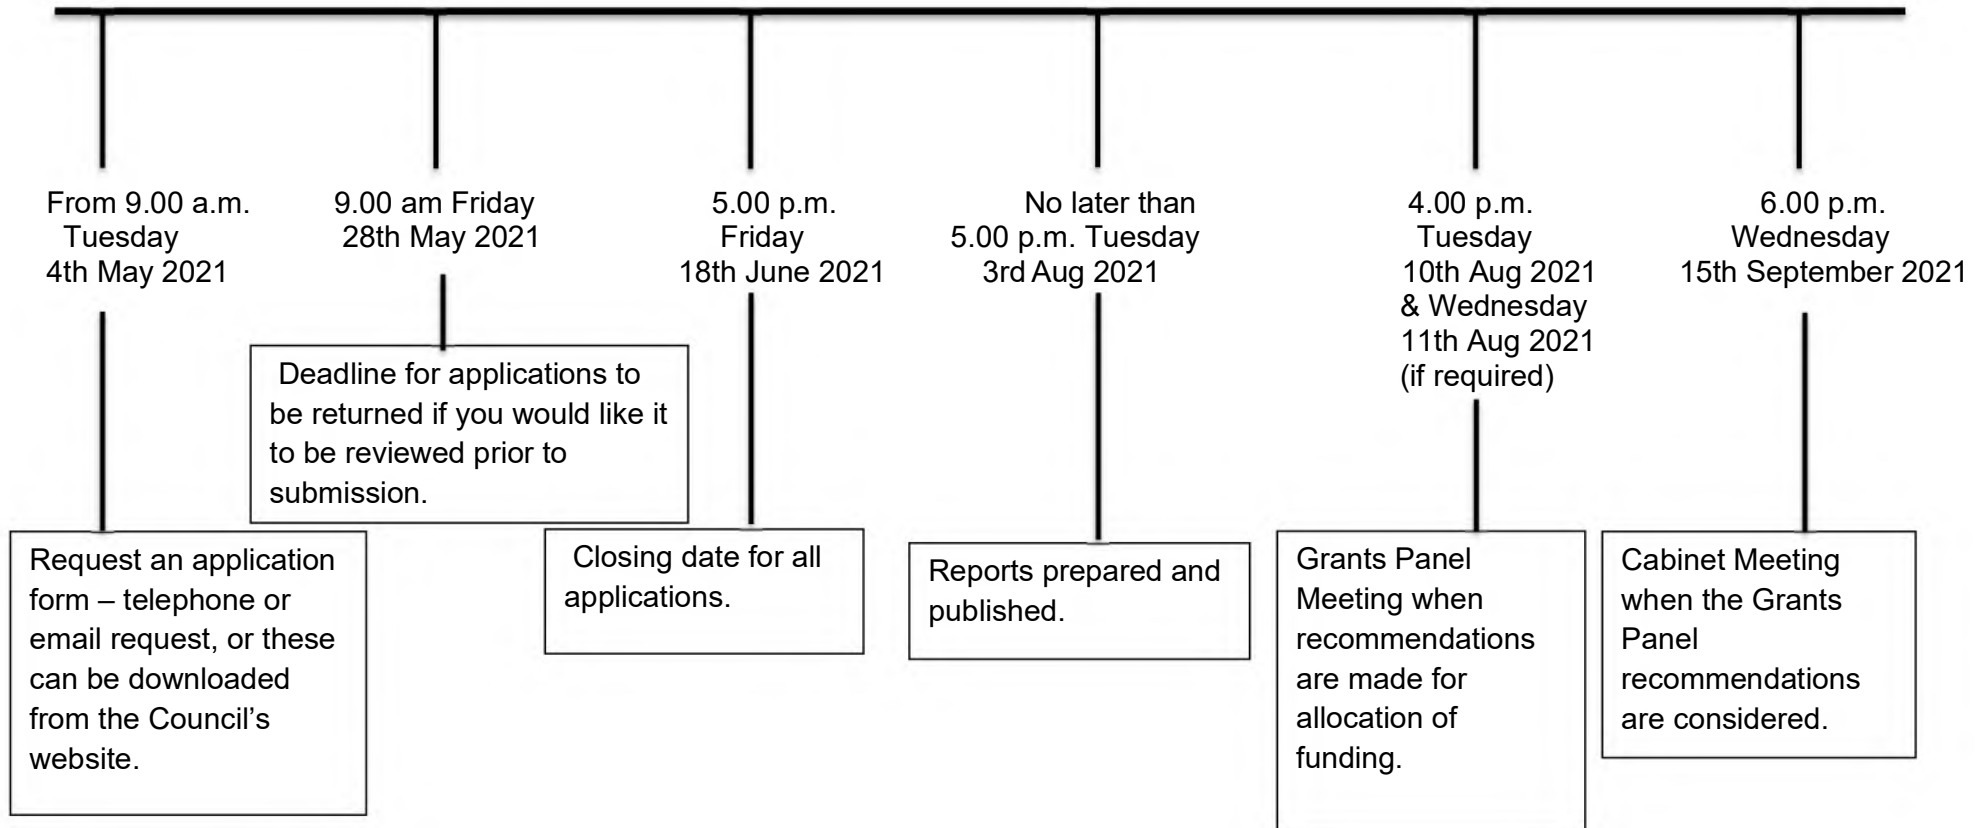 From 9.00 a.m.
Tuesday
4th May 2021
9.00 am Friday
28th May 2021
5.00 p.m.
Friday
18th June 2021
No later than
5.00 p.m. Tuesday
3rd Aug 2021
4.00 p.m.
Tuesday
10th Aug 2021
& Wednesday
11th Aug 2021
(if required)
6.00 p.m.
Wednesday
15th September 2021
Deadline for applications to
be returned if you would like it
to be reviewed prior to
submission.
Request an application
form – telephone or
email request, or these
can be downloaded
from the Council’s
website.
Closing date for all
applications.
Reports prepared and
published.
Grants Panel
Meeting when
recommendations
are made for
allocation of
funding.
Cabinet Meeting
when the Grants
Panel
recommendations
are considered.